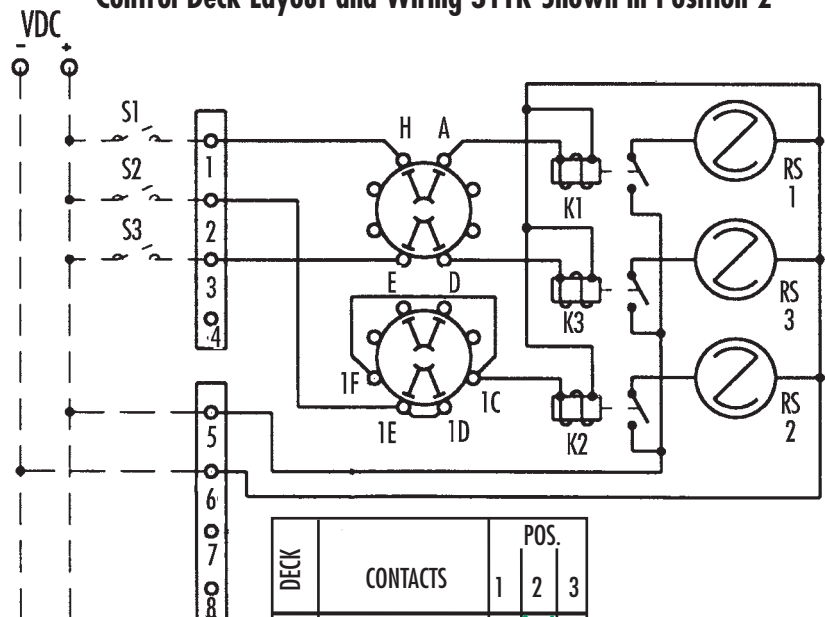 Control Deck Layout and Wiring 311R Shown in Position 2
VDC
- +
S1
S2
S3
1
2
3
4
5
6
7
8
H A
E D
1F
1C
1E 1D
K1
K3
K2
RS
1
RS
3
RS
2
DECK
CONTACTS
POS.
1 2 3